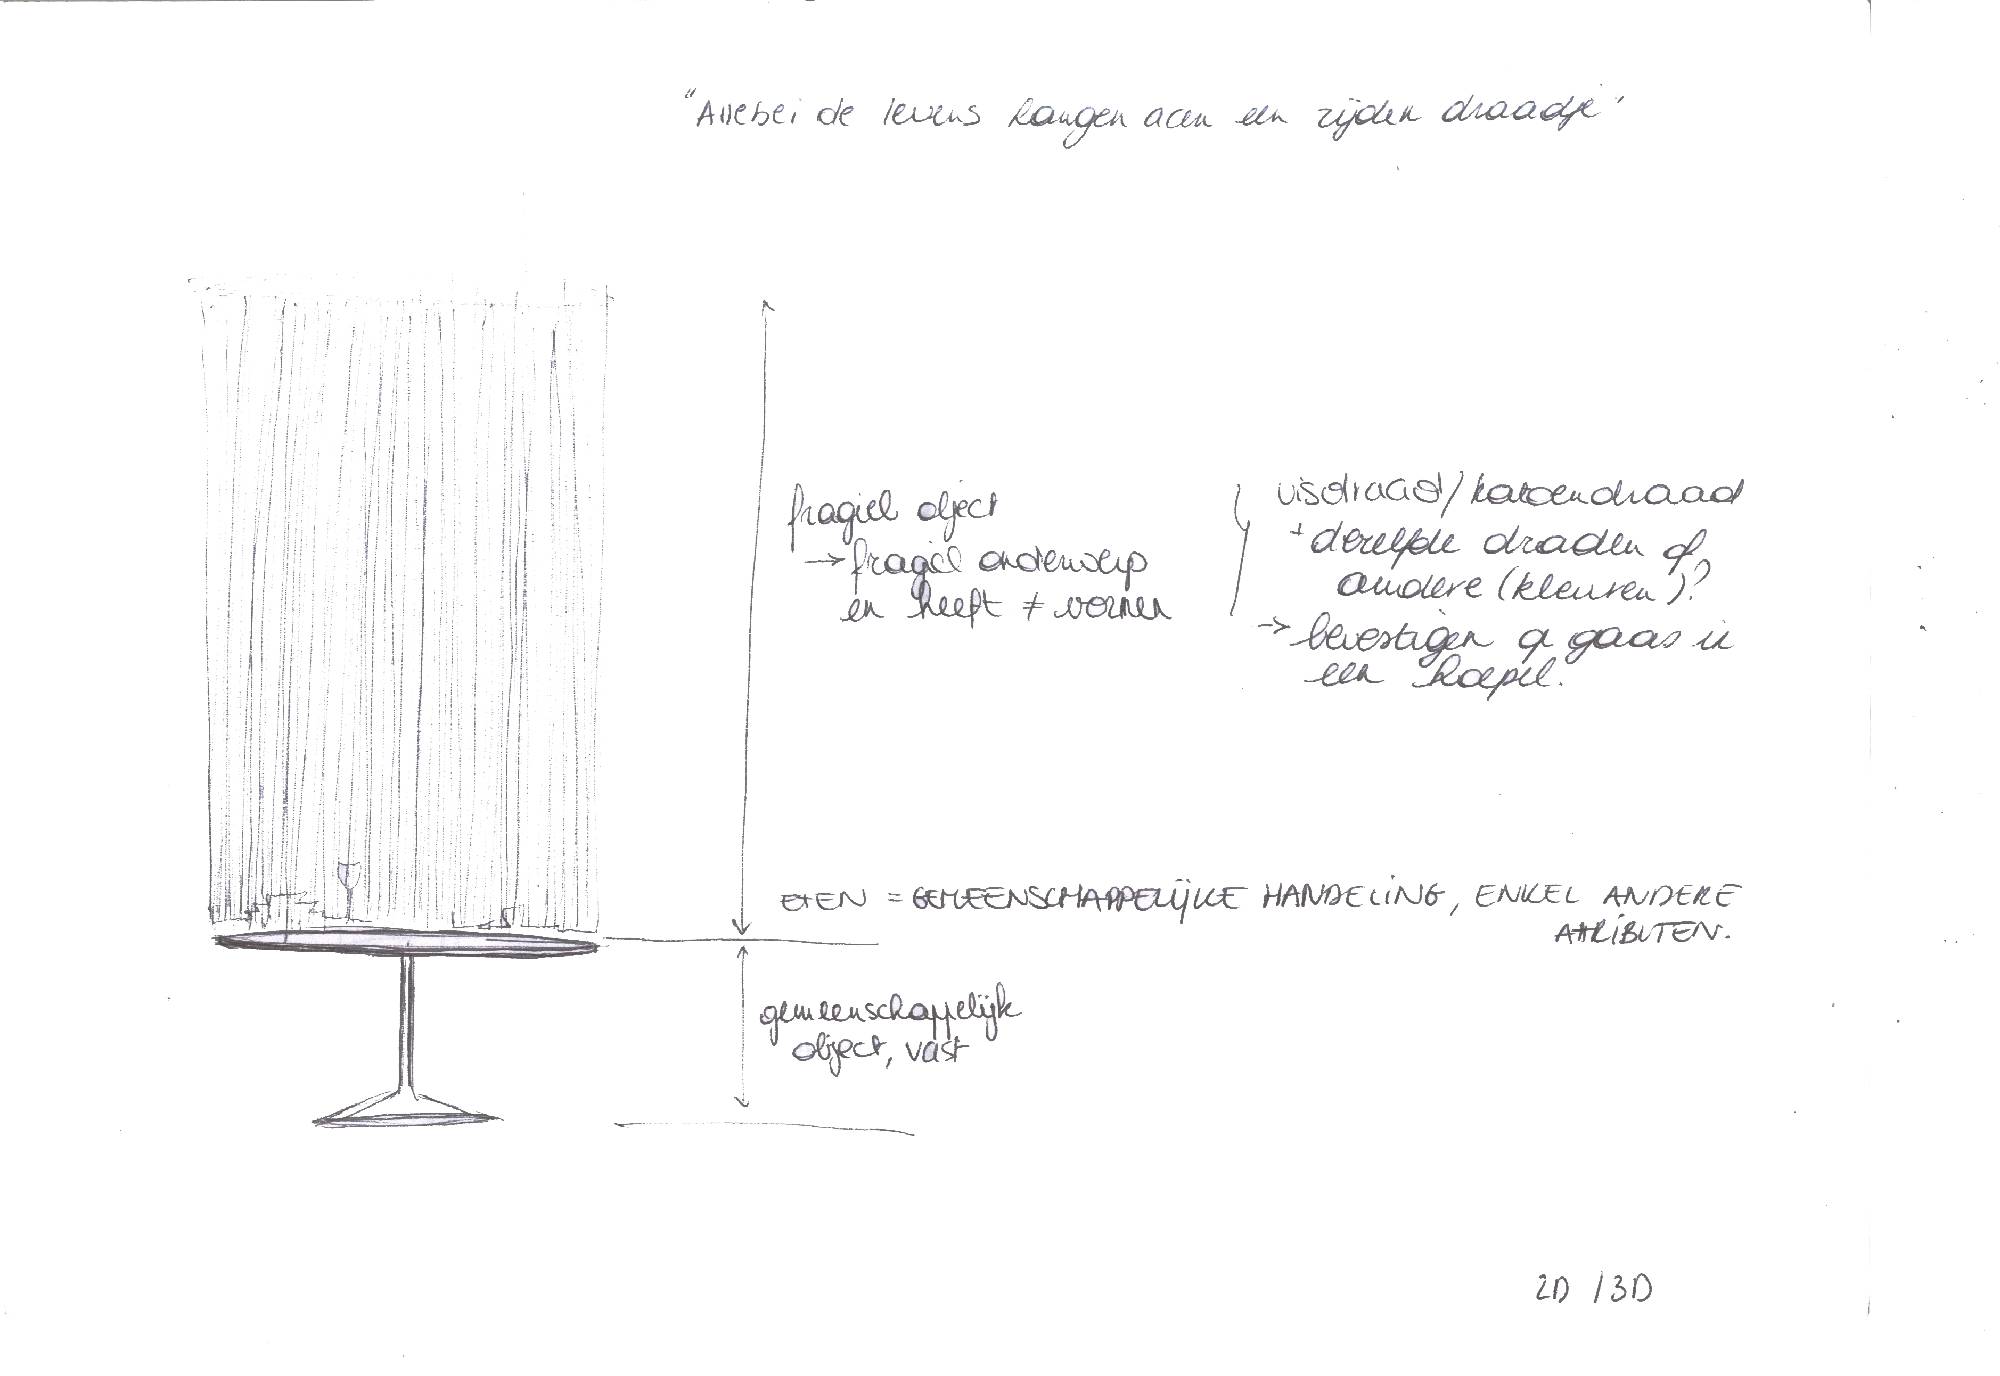 "Allebei de levens hangen aan een zijden draadje"
fragiel object
→ fragiel onderwerp
en heeft ≠ vormen
visdraad/katoendraad
+ dezelfde draden of
andere (kleuren)?
→ bevestigen op gaas in
een koepel.
ETEN = GEMEENSCHAPPELIJKE HANDELING, ENKEL ANDERE
ATTRIBUTEN.
gemeenschappelijk
object, vast
2D / 3D